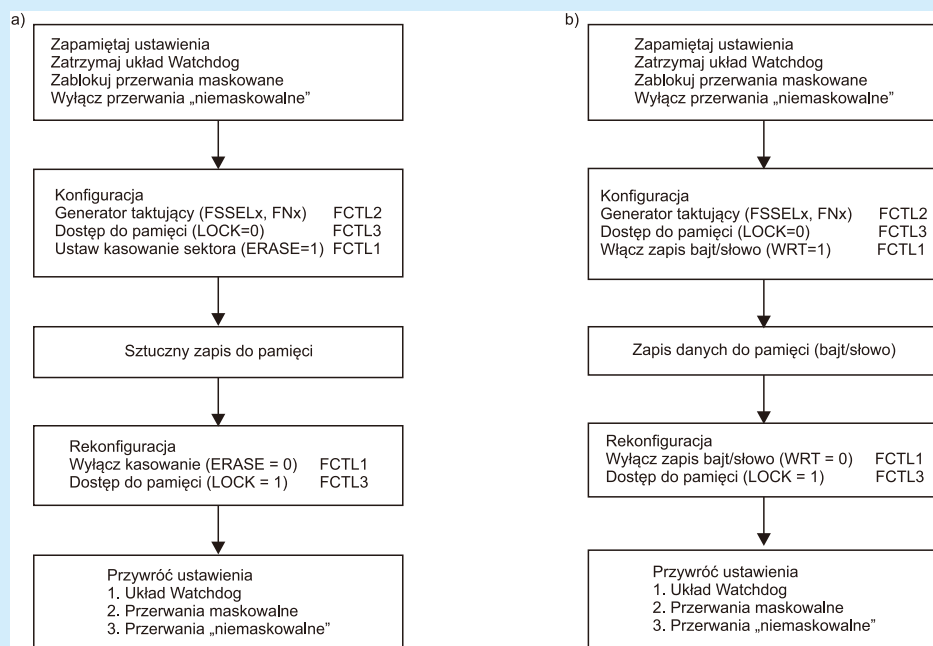 a)
Zapamiętaj ustawienia
Zatrzymaj układ Watchdog
Zablokuj przerwania maskowane
Wyłącz przerwania „niemaskowalne”
Konfiguracja
Generator taktujący (FSSELx, FNx) FCTL2
Dostęp do pamięci (LOCK=0) FCTL3
Ustaw kasowanie sektora (ERASE=1) FCTL1
Sztuczny zapis do pamięci
Rekonfiguracja
Wyłącz kasowanie (ERASE = 0) FCTL1
Dostęp do pamięci (LOCK = 1) FCTL3
Przywróć ustawienia
1. Układ Watchdog
2. Przerwania maskowalne
3. Przerwania „niemaskowalne”
b)
Zapamiętaj ustawienia
Zatrzymaj układ Watchdog
Zablokuj przerwania maskowane
Wyłącz przerwania „niemaskowalne”
Konfiguracja
Generator taktujący (FSSELx, FNx) FCTL2
Dostęp do pamięci (LOCK=0) FCTL3
Włącz zapis bajt/słowo (WRT=1) FCTL1
Zapis danych do pamięci (bajt/słowo)
Rekonfiguracja
Wyłącz zapis bajt/słowo (WRT = 0) FCTL1
Dostęp do pamięci (LOCK = 1) FCTL3
Przywróć ustawienia
1. Układ Watchdog
2. Przerwania maskowalne
3. Przerwania „niemaskowalne”